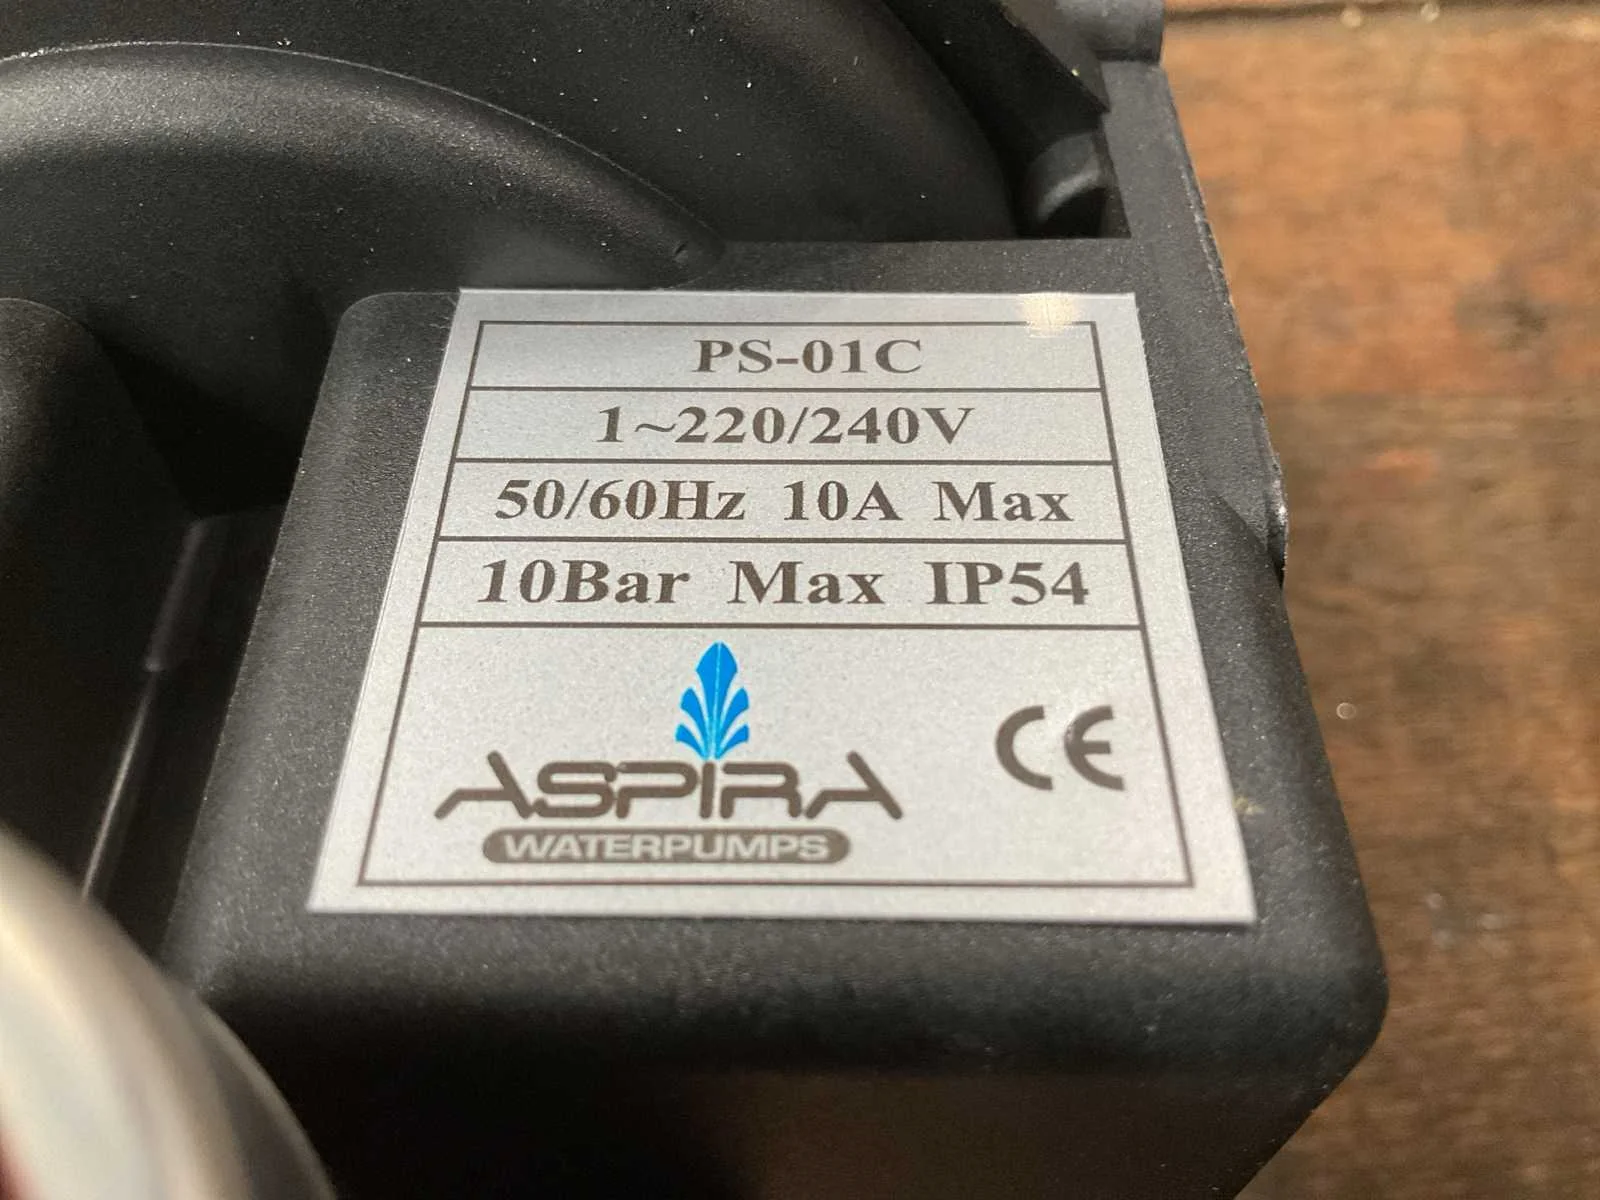 PS-01C
1~220/240V
50/60Hz 10A Max
10Bar Max IP54
ASPIRA
WATERPUMPS
CE